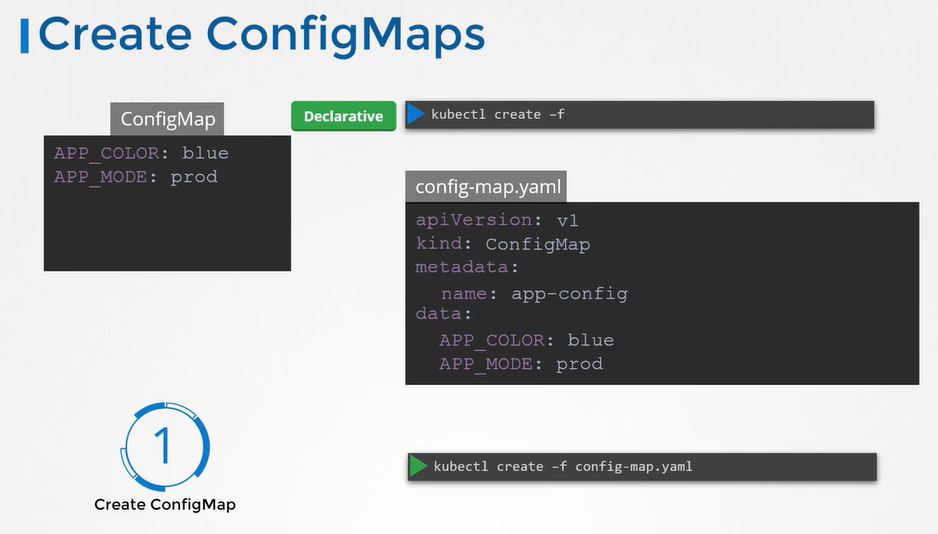 Create ConfigMaps
ConfigMap
APP_COLOR: blue
APP_MODE: prod
Declarative
kubectl create –f
config-map.yaml
apiVersion: v1
kind: ConfigMap
metadata:
  name: app-config
data:
  APP_COLOR: blue
  APP_MODE: prod
1
Create ConfigMap
kubectl create –f config-map.yaml